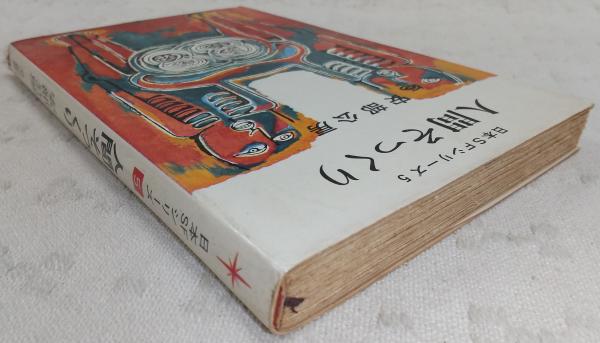 日本SFシリーズ5
人間そっくり
安部公房
人間そっくり
5
日本SFシリーズ